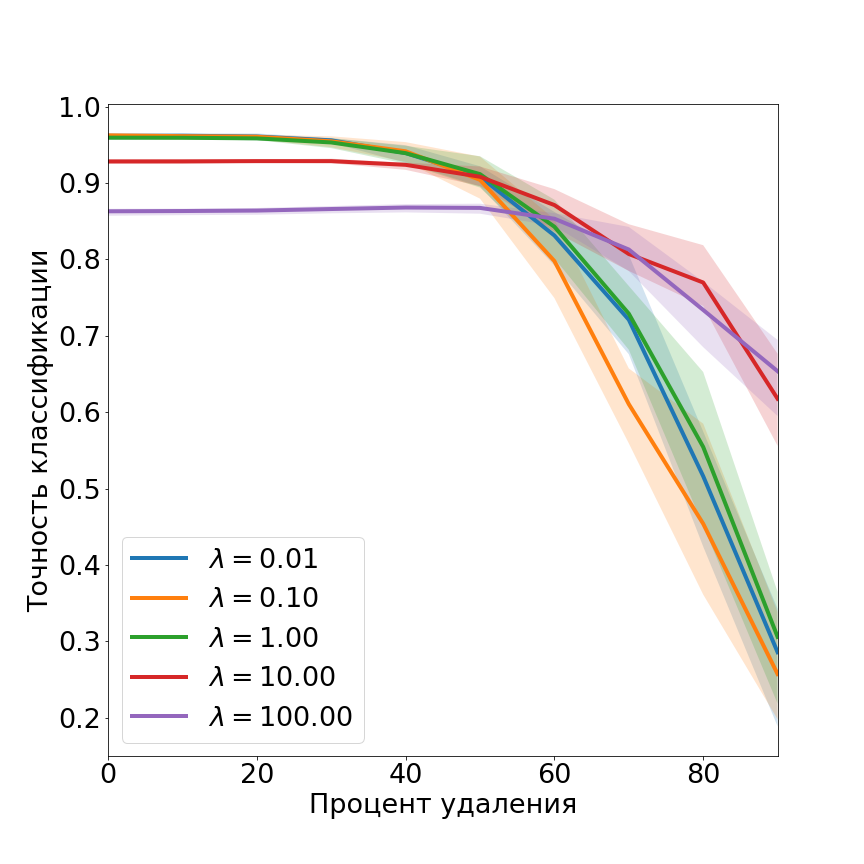 Точность классификации
1.0
0.9
0.8
0.7
0.6
0.5
0.4
0.3
0.2
λ = 0.01
λ = 0.10
λ = 1.00
λ = 10.00
λ = 100.00
0 20 40 60 80
Процент удаления